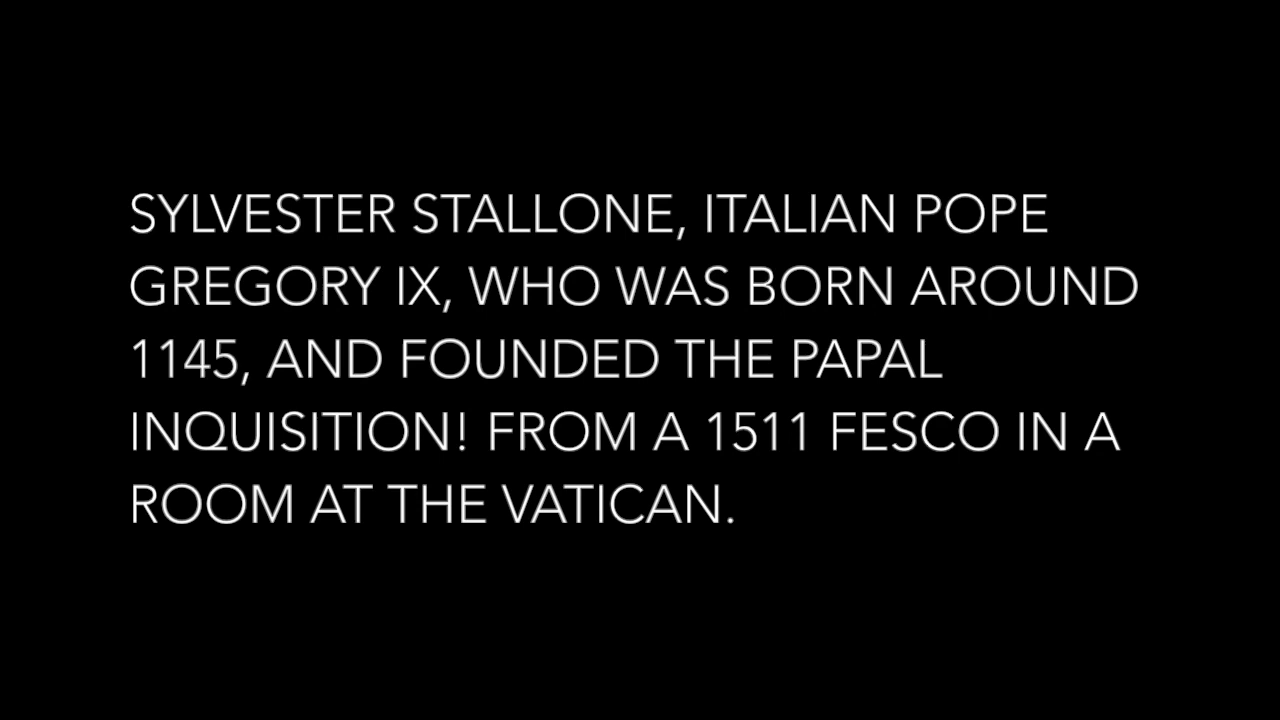 SYLVESTER STALLONE, ITALIAN POPE
GREGORY IX, WHO WAS BORN AROUND
1145, AND FOUNDED THE PAPAL
INQUISITION! FROM A 1511 FESCO IN A
ROOM AT THE VATICAN.